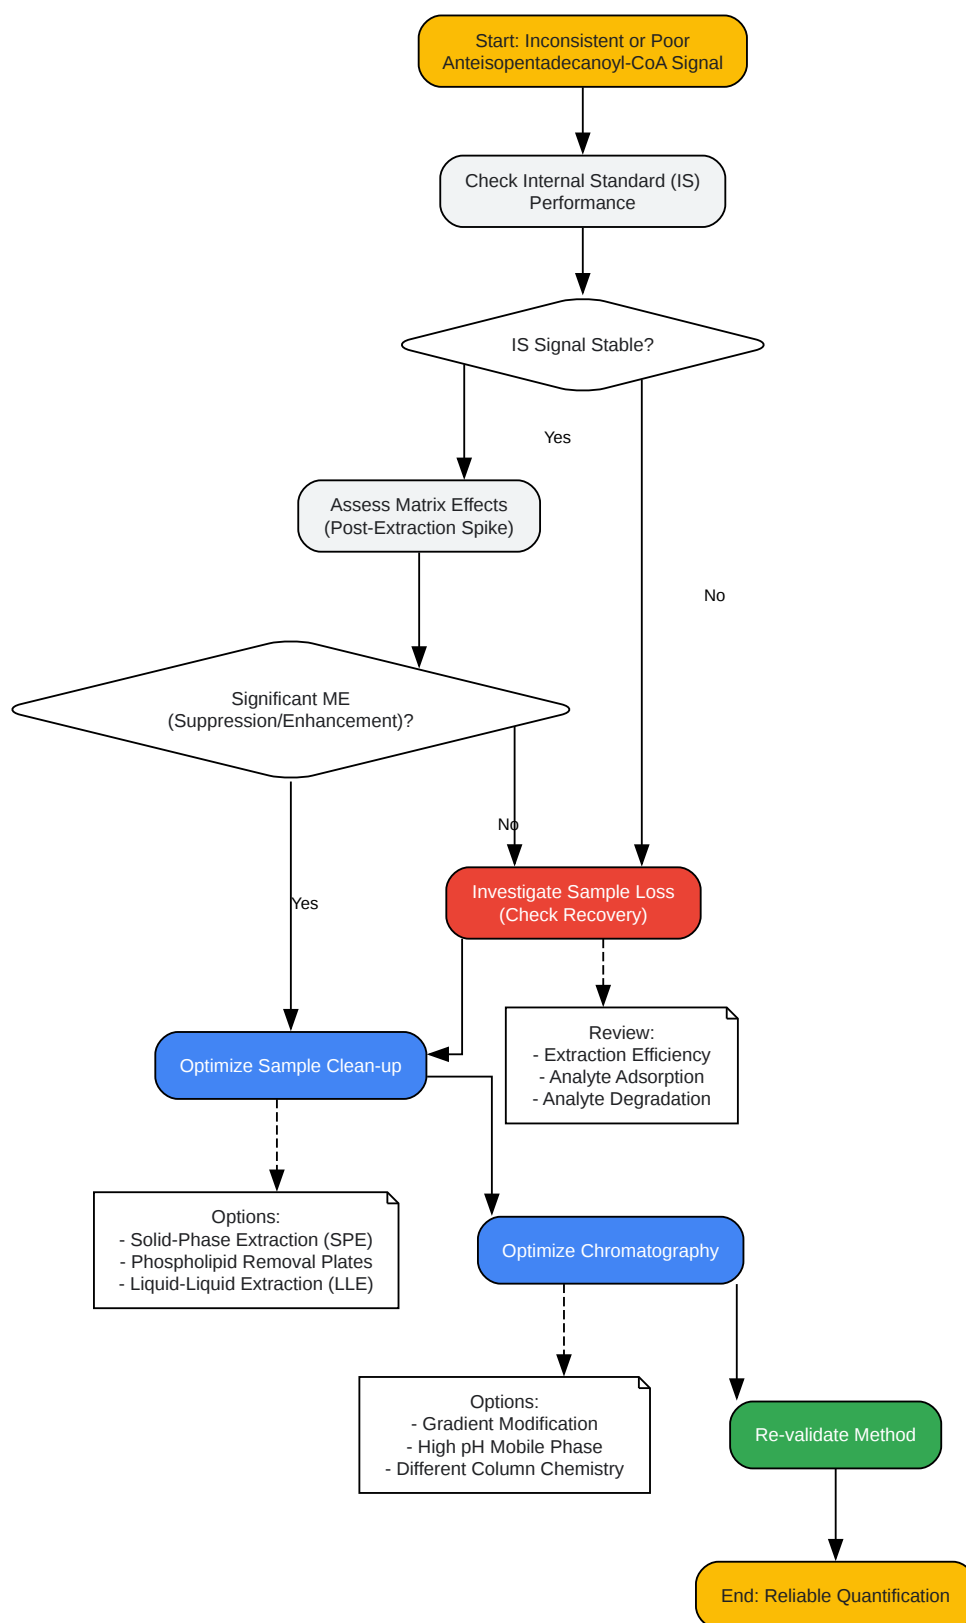 Start: Inconsistent or Poor
Anteisopentadecanoyl-CoA Signal
Check Internal Standard (IS)
Performance
IS Signal Stable?
Yes
Assess Matrix Effects
(Post-Extraction Spike)
No
Significant ME
(Suppression/Enhancement)?
No
Yes
Investigate Sample Loss
(Check Recovery)
Review:
- Extraction Efficiency
- Analyte Adsorption
- Analyte Degradation
Optimize Sample Clean-up
Options:
- Solid-Phase Extraction (SPE)
- Phospholipid Removal Plates
- Liquid-Liquid Extraction (LLE)
Optimize Chromatography
Options:
- Gradient Modification
- High pH Mobile Phase
- Different Column Chemistry
Re-validate Method
End: Reliable Quantification